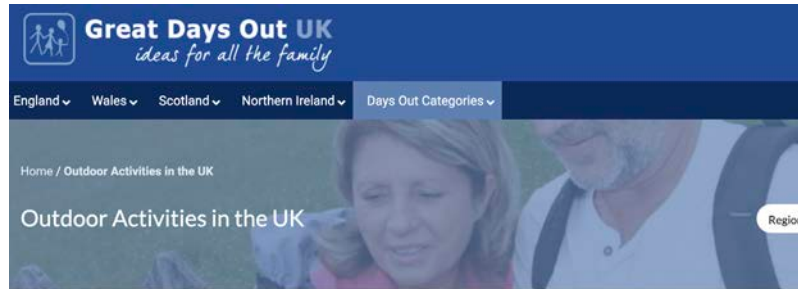 Great Days Out UK
ideas for all the family
England Wales Scotland Northern Ireland Days Out Categories
Home / Outdoor Activities in the UK
Outdoor Activities in the UK
Region